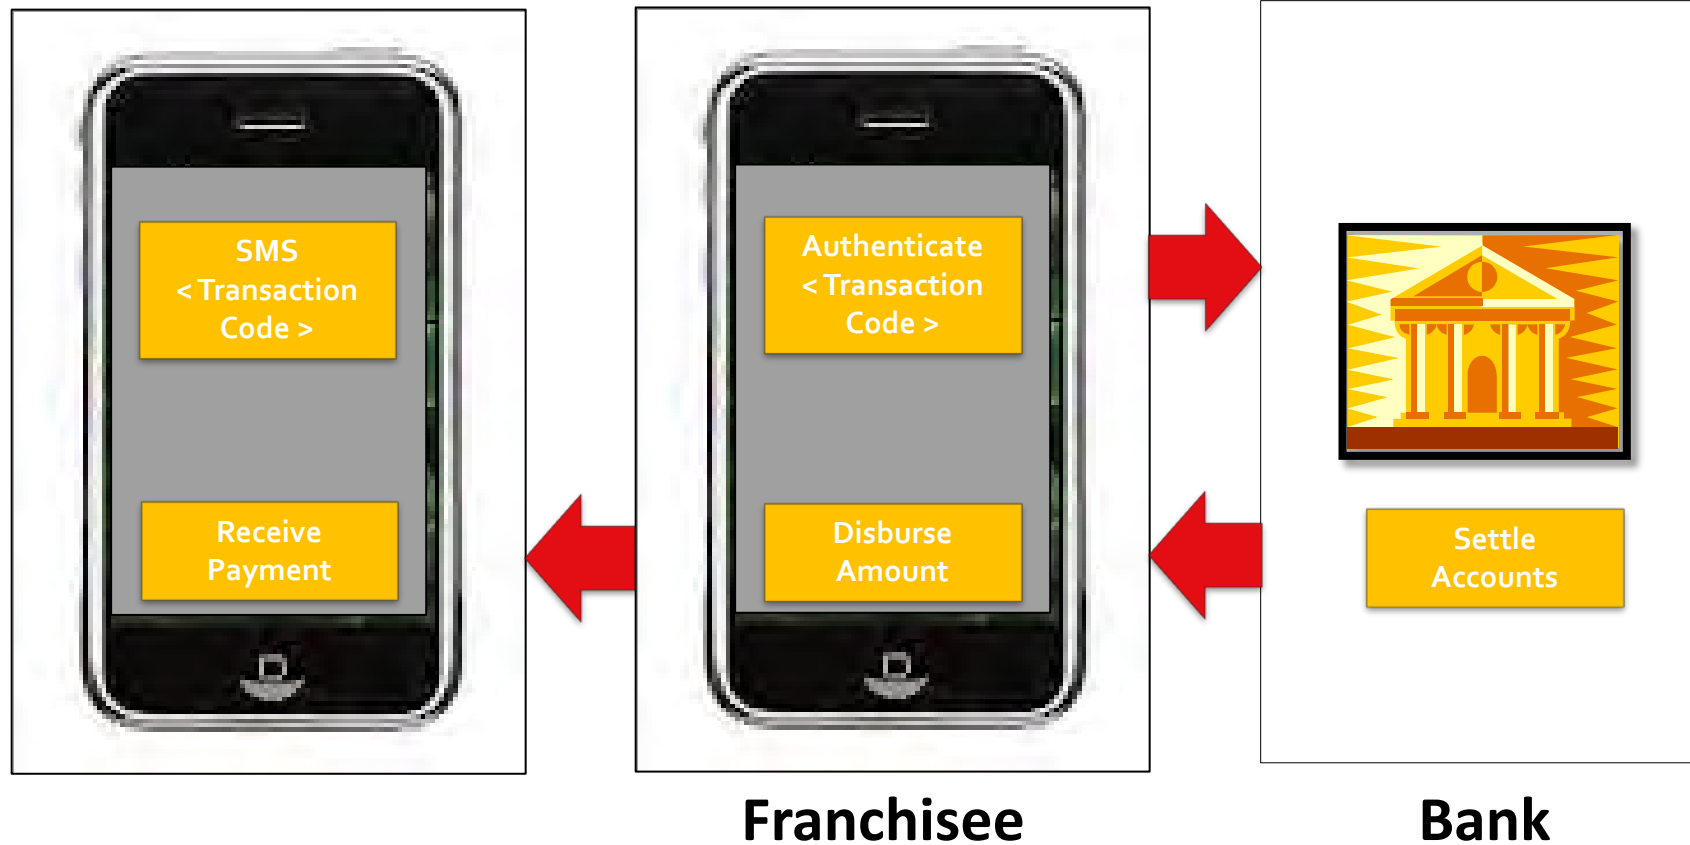 SMS
< Transaction
Code >
Receive
Payment
Authenticate
< Transaction
Code >
Disburse
Amount
Settle
Accounts
Franchisee
Bank